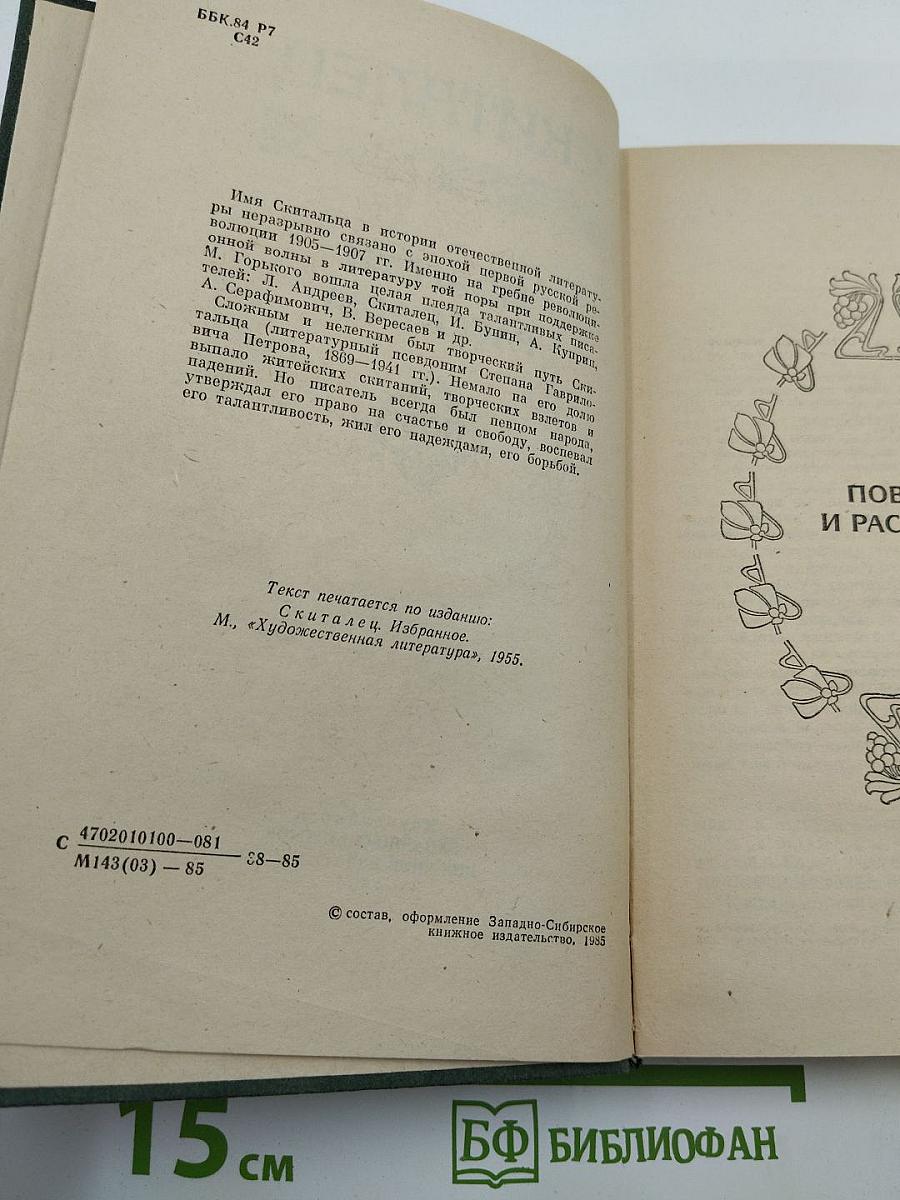 ББК.84 Р7
С42
Имя Скитальца в истории отечественной литерату-
ры неразрывно связано с эпохой первой русской ре-
волюции 1905—1907 гг. Именно на гребне революци-
онной волны в литературу той поры при поддержке
М. Горького вошла целая плеяда талантливых писа-
телей: Л. Андреев, Скиталец, И. Бунин, А. Куприн,
А. Серафимович, В. Вересаев и др.
Сложным и нелегким был творческий путь Ски-
тальца (литературный псевдоним Степана Гаврило-
вича Петрова, 1869—1941 гг.). Немало на его долю
выпало житейских скитаний, творческих взлетов и
падений. Но писатель всегда был певцом народа,
утверждал его право на счастье и свободу, воспевал
его талантливость, жил его надеждами, его борьбой.
Текст печатается по изданию:
Скиталец. Избранное.
М., «Художественная литература», 1955.
С 4702010100—081
М143(03) — 85 38—85
© состав, оформление Западно-Сибирское
книжное издательство, 1985
ПОВ
И РАС
15 см
БФ БИБЛИОФАН